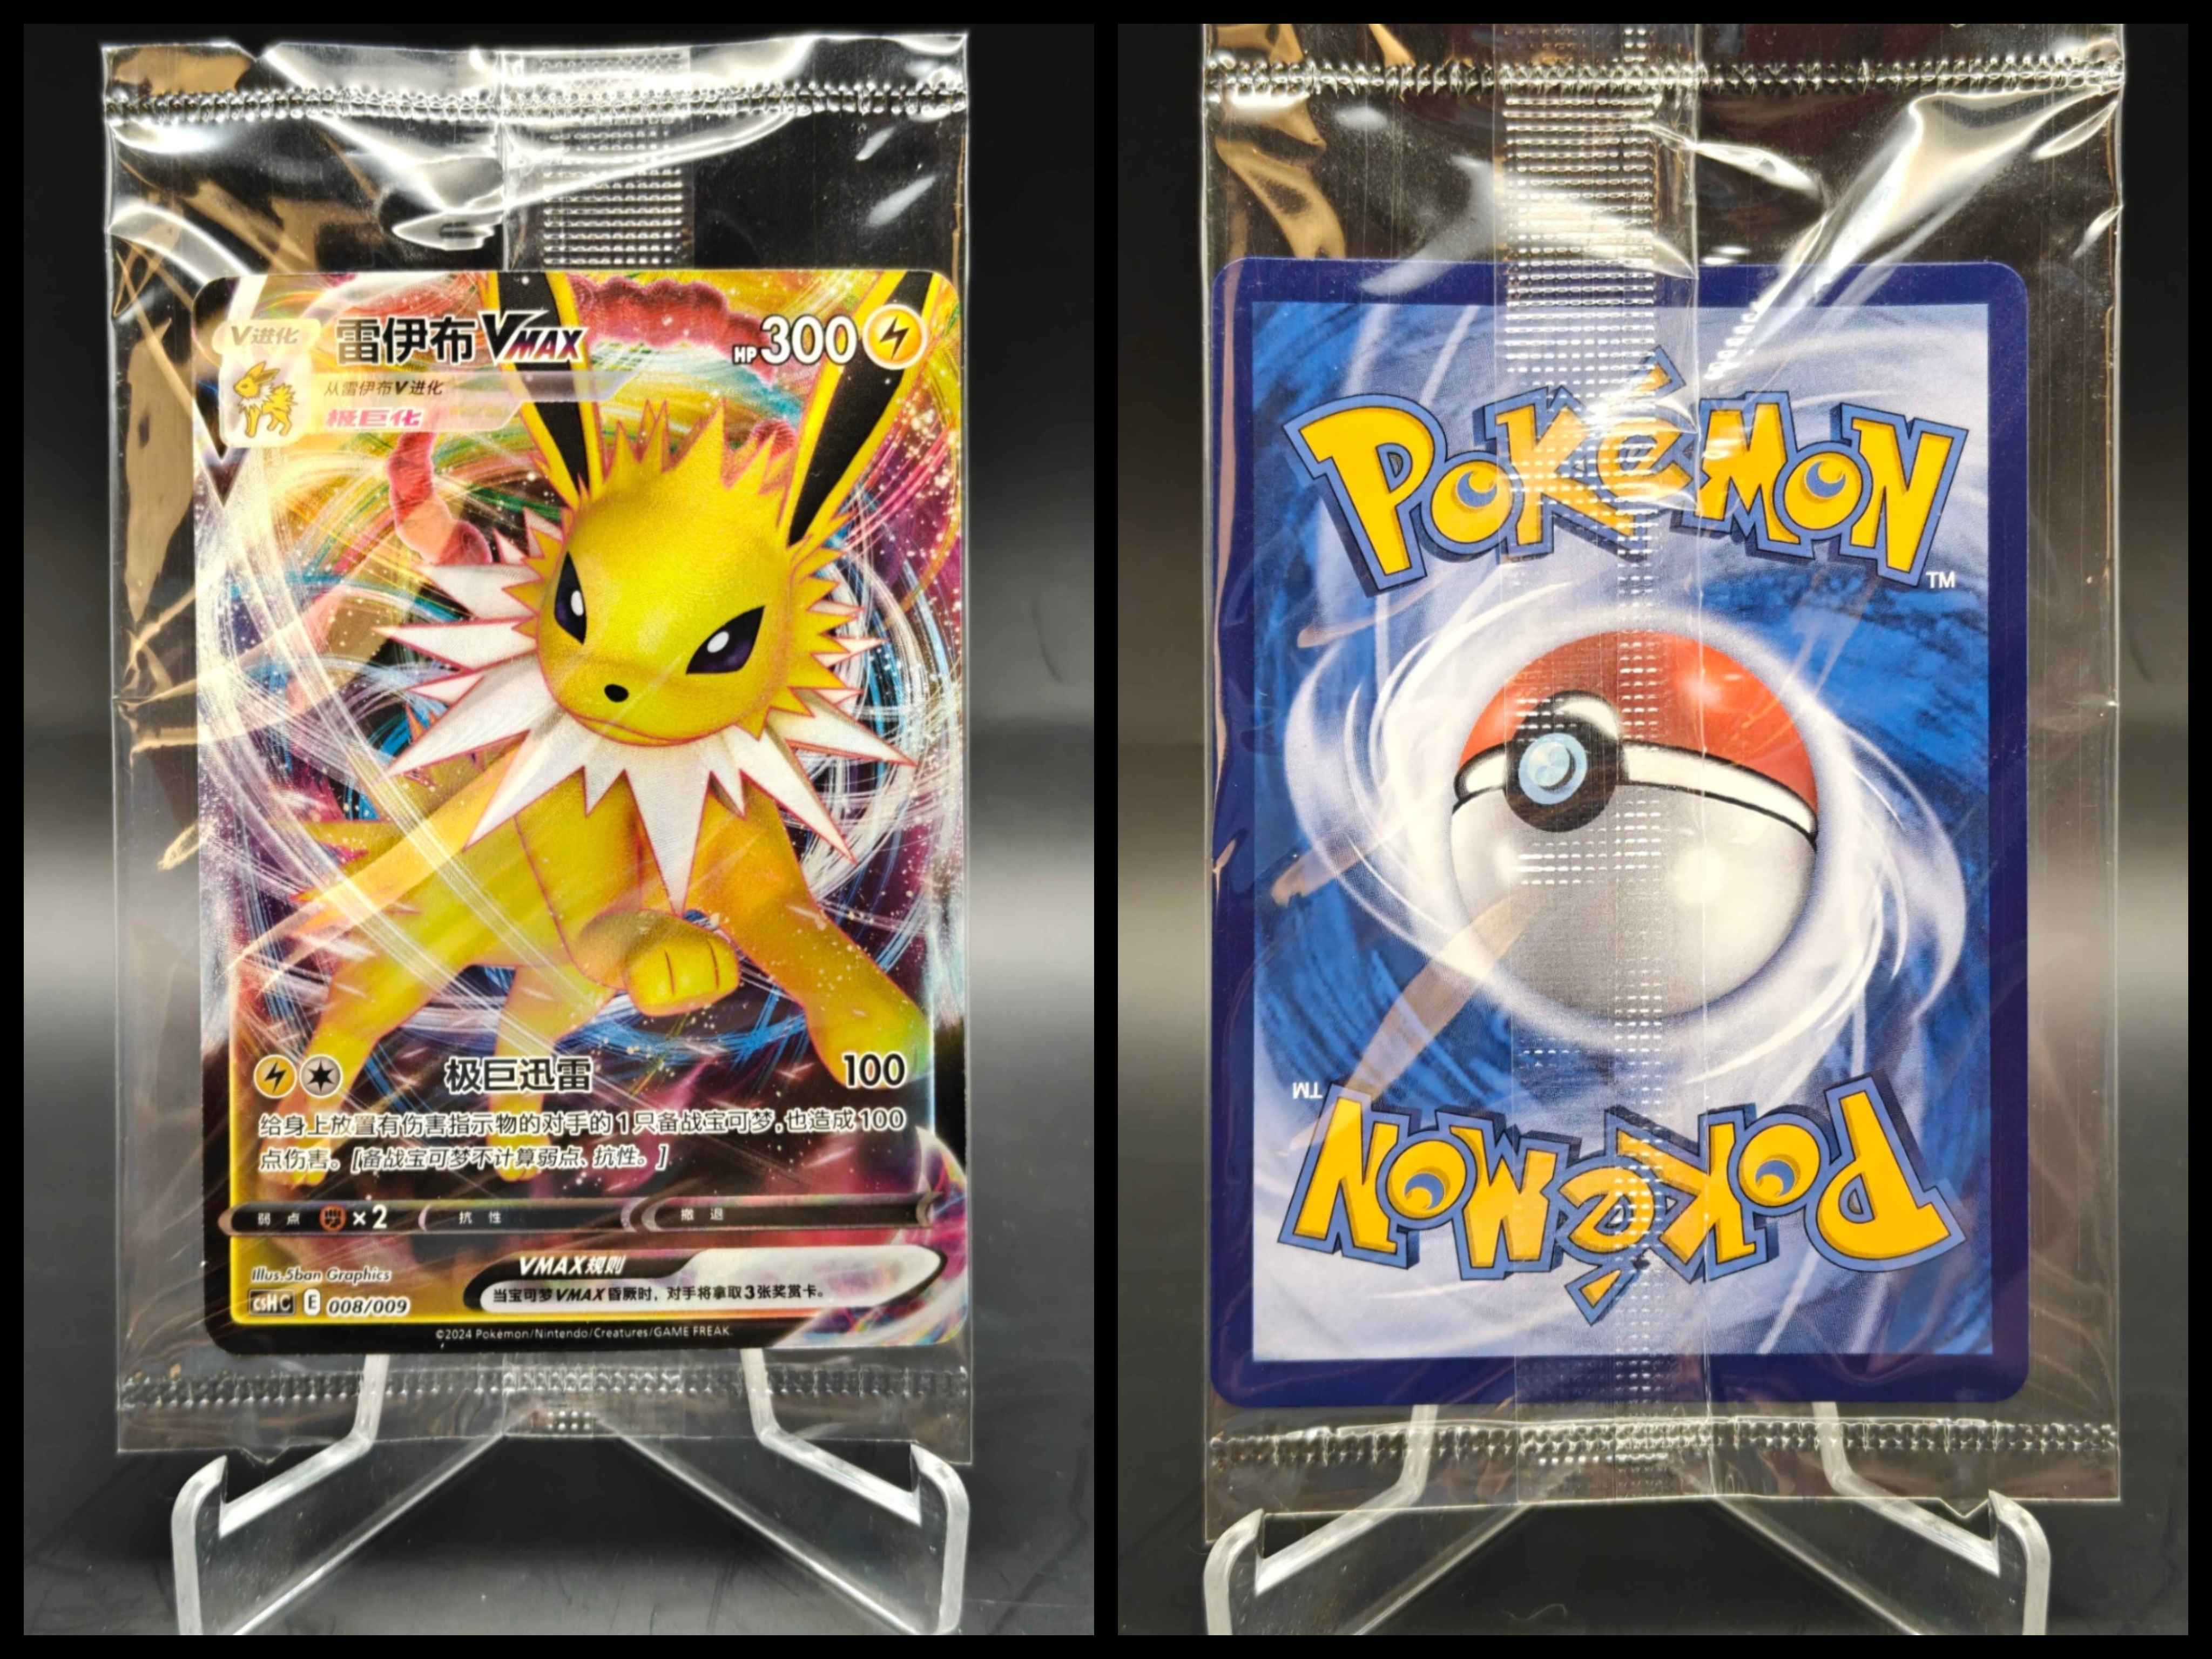 V进化
雷伊布VMAX
HP300
从雷伊布V进化
极巨化
极巨迅雷
100
给身上放置有伤害指示物的对手的1只备战宝可梦，也造成100
点伤害。[备战宝可梦不计算弱点、抗性。]
弱点 ×2 抗性 撤退
VMAX规则
当宝可梦VMAX昏厥时，对手将拿取3张奖赏卡。
Illus.5ban Graphics
csHC E 008/009
©2024 Pokémon/Nintendo/Creatures/GAME FREAK.
POKéMON
TM
TM
POKéMON